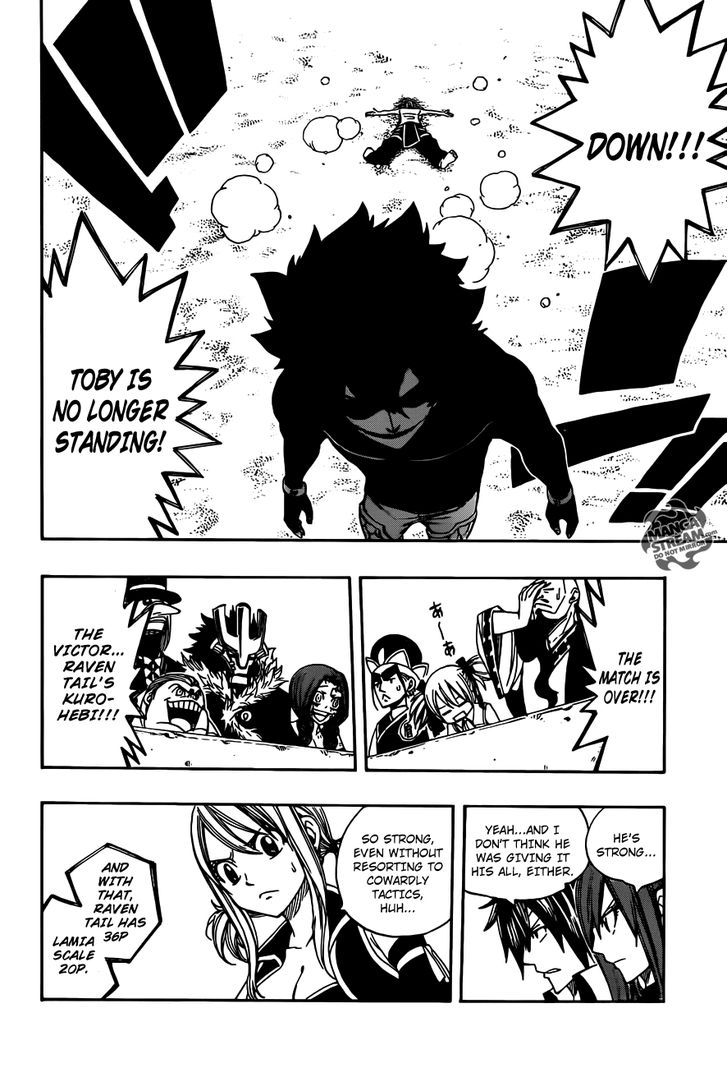 DOWN!!!
TOBY IS
NO LONGER
STANDING!
MANGA
STREAM.com
DO NOT MIRROR
THE
MATCH IS
OVER!!!
あ～あ
THE
VICTOR...
RAVEN
TAIL'S
KURO-
HEBI!!!
HE'S
STRONG...
YEAH...AND I
DON'T THINK HE
WAS GIVING IT
HIS ALL, EITHER.
SO STRONG,
EVEN WITHOUT
RESORTING TO
COWARDLY
TACTICS,
HUH...
AND
WITH
THAT,
RAVEN
TAIL HAS
36P
LAMIA
SCALE
20P.